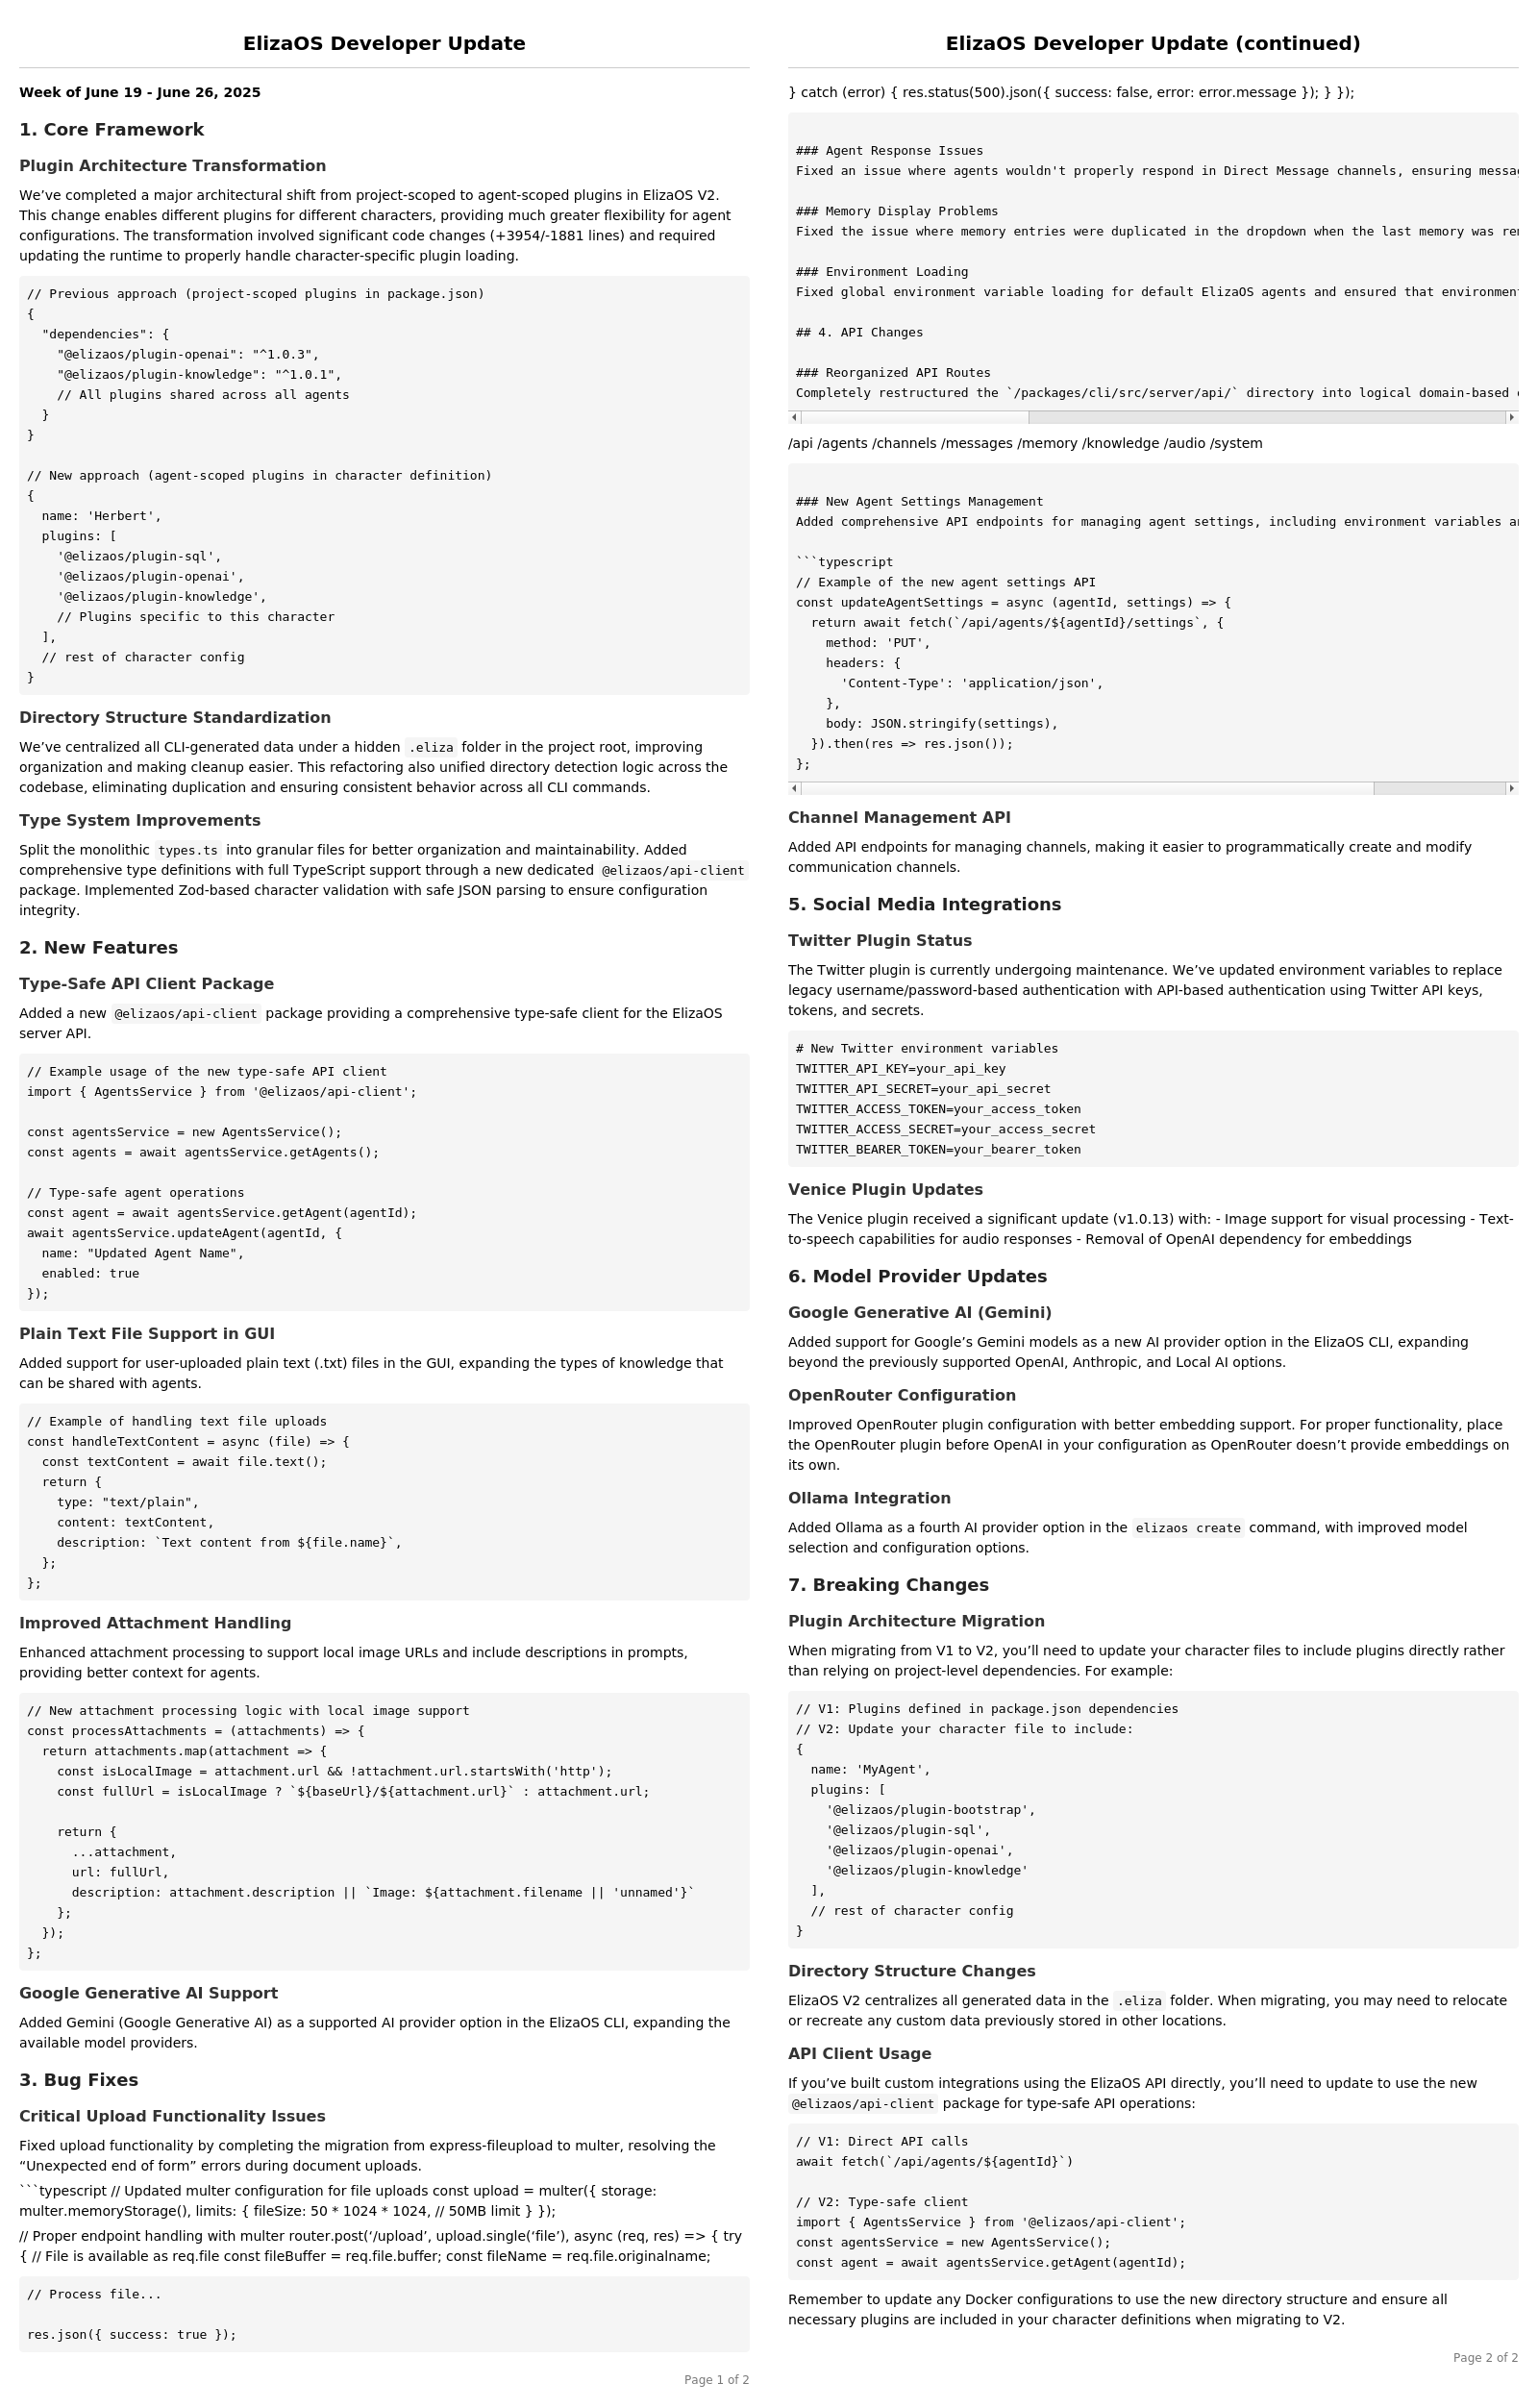 ElizaOS Developer Update
Week of June 19 - June 26, 2025
1. Core Framework
Plugin Architecture Transformation
We’ve completed a major architectural shift from project-scoped to agent-scoped plugins in ElizaOS V2.
This change enables different plugins for different characters, providing much greater flexibility for agent
configurations. The transformation involved significant code changes (+3954/-1881 lines) and required
updating the runtime to properly handle character-specific plugin loading.
// Previous approach (project-scoped plugins in package.json)
{
  "dependencies": {
    "@elizaos/plugin-openai": "^1.0.3",
    "@elizaos/plugin-knowledge": "^1.0.1",
    // All plugins shared across all agents
  }
}

// New approach (agent-scoped plugins in character definition)
{
  name: 'Herbert',
  plugins: [
    '@elizaos/plugin-sql',
    '@elizaos/plugin-openai',
    '@elizaos/plugin-knowledge',
    // Plugins specific to this character
  ],
  // rest of character config
}
Directory Structure Standardization
We’ve centralized all CLI-generated data under a hidden .eliza folder in the project root, improving
organization and making cleanup easier. This refactoring also unified directory detection logic across the
codebase, eliminating duplication and ensuring consistent behavior across all CLI commands.
Type System Improvements
Split the monolithic types.ts into granular files for better organization and maintainability. Added
comprehensive type definitions with full TypeScript support through a new dedicated @elizaos/api-client
package. Implemented Zod-based character validation with safe JSON parsing to ensure configuration
integrity.
2. New Features
Type-Safe API Client Package
Added a new @elizaos/api-client package providing a comprehensive type-safe client for the ElizaOS
server API.
// Example usage of the new type-safe API client
import { AgentsService } from '@elizaos/api-client';

const agentsService = new AgentsService();
const agents = await agentsService.getAgents();

// Type-safe agent operations
const agent = await agentsService.getAgent(agentId);
await agentsService.updateAgent(agentId, {
  name: "Updated Agent Name",
  enabled: true
});
Plain Text File Support in GUI
Added support for user-uploaded plain text (.txt) files in the GUI, expanding the types of knowledge that
can be shared with agents.
// Example of handling text file uploads
const handleTextContent = async (file) => {
  const textContent = await file.text();
  return {
    type: "text/plain",
    content: textContent,
    description: `Text content from ${file.name}`,
  };
};
Improved Attachment Handling
Enhanced attachment processing to support local image URLs and include descriptions in prompts,
providing better context for agents.
// New attachment processing logic with local image support
const processAttachments = (attachments) => {
  return attachments.map(attachment => {
    const isLocalImage = attachment.url && !attachment.url.startsWith('http');
    const fullUrl = isLocalImage ? `${baseUrl}/${attachment.url}` : attachment.url;

    return {
      ...attachment,
      url: fullUrl,
      description: attachment.description || `Image: ${attachment.filename || 'unnamed'}`
    };
  });
};
Google Generative AI Support
Added Gemini (Google Generative AI) as a supported AI provider option in the ElizaOS CLI, expanding the
available model providers.
3. Bug Fixes
Critical Upload Functionality Issues
Fixed upload functionality by completing the migration from express-fileupload to multer, resolving the
“Unexpected end of form” errors during document uploads.
```typescript // Updated multer configuration for file uploads const upload = multer({ storage:
multer.memoryStorage(), limits: { fileSize: 50 * 1024 * 1024, // 50MB limit } });
// Proper endpoint handling with multer router.post(‘/upload’, upload.single(‘file’), async (req, res) => { try
{ // File is available as req.file const fileBuffer = req.file.buffer; const fileName = req.file.originalname;
// Process file...

res.json({ success: true });
Page 1 of 2
ElizaOS Developer Update (continued)
} catch (error) { res.status(500).json({ success: false, error: error.message }); } });
### Agent Response Issues
Fixed an issue where agents wouldn't properly respond in Direct Message channels, ensuring

### Memory Display Problems
Fixed the issue where memory entries were duplicated in the dropdown when the last memory was

### Environment Loading
Fixed global environment variable loading for default ElizaOS agents and ensured that

## 4. API Changes

### Reorganized API Routes
Completely restructured the `/packages/cli/src/server/api/` directory into logical domain-based
/api /agents /channels /messages /memory /knowledge /audio /system
### New Agent Settings Management
Added comprehensive API endpoints for managing agent settings, including environment variables

```typescript
// Example of the new agent settings API
const updateAgentSettings = async (agentId, settings) => {
  return await fetch(`/api/agents/${agentId}/settings`, {
    method: 'PUT',
    headers: {
      'Content-Type': 'application/json',
    },
    body: JSON.stringify(settings),
  }).then(res => res.json());
};
Channel Management API
Added API endpoints for managing channels, making it easier to programmatically create and modify
communication channels.
5. Social Media Integrations
Twitter Plugin Status
The Twitter plugin is currently undergoing maintenance. We’ve updated environment variables to replace
legacy username/password-based authentication with API-based authentication using Twitter API keys,
tokens, and secrets.
# New Twitter environment variables
TWITTER_API_KEY=your_api_key
TWITTER_API_SECRET=your_api_secret
TWITTER_ACCESS_TOKEN=your_access_token
TWITTER_ACCESS_SECRET=your_access_secret
TWITTER_BEARER_TOKEN=your_bearer_token
Venice Plugin Updates
The Venice plugin received a significant update (v1.0.13) with: - Image support for visual processing - Text-
to-speech capabilities for audio responses - Removal of OpenAI dependency for embeddings
6. Model Provider Updates
Google Generative AI (Gemini)
Added support for Google’s Gemini models as a new AI provider option in the ElizaOS CLI, expanding
beyond the previously supported OpenAI, Anthropic, and Local AI options.
OpenRouter Configuration
Improved OpenRouter plugin configuration with better embedding support. For proper functionality, place
the OpenRouter plugin before OpenAI in your configuration as OpenRouter doesn’t provide embeddings on
its own.
Ollama Integration
Added Ollama as a fourth AI provider option in the elizaos create command, with improved model
selection and configuration options.
7. Breaking Changes
Plugin Architecture Migration
When migrating from V1 to V2, you’ll need to update your character files to include plugins directly rather
than relying on project-level dependencies. For example:
// V1: Plugins defined in package.json dependencies
// V2: Update your character file to include:
{
  name: 'MyAgent',
  plugins: [
    '@elizaos/plugin-bootstrap',
    '@elizaos/plugin-sql',
    '@elizaos/plugin-openai',
    '@elizaos/plugin-knowledge'
  ],
  // rest of character config
}
Directory Structure Changes
ElizaOS V2 centralizes all generated data in the .eliza folder. When migrating, you may need to relocate
or recreate any custom data previously stored in other locations.
API Client Usage
If you’ve built custom integrations using the ElizaOS API directly, you’ll need to update to use the new
@elizaos/api-client package for type-safe API operations:
// V1: Direct API calls
await fetch(`/api/agents/${agentId}`)

// V2: Type-safe client
import { AgentsService } from '@elizaos/api-client';
const agentsService = new AgentsService();
const agent = await agentsService.getAgent(agentId);
Remember to update any Docker configurations to use the new directory structure and ensure all
necessary plugins are included in your character definitions when migrating to V2.
Page 2 of 2